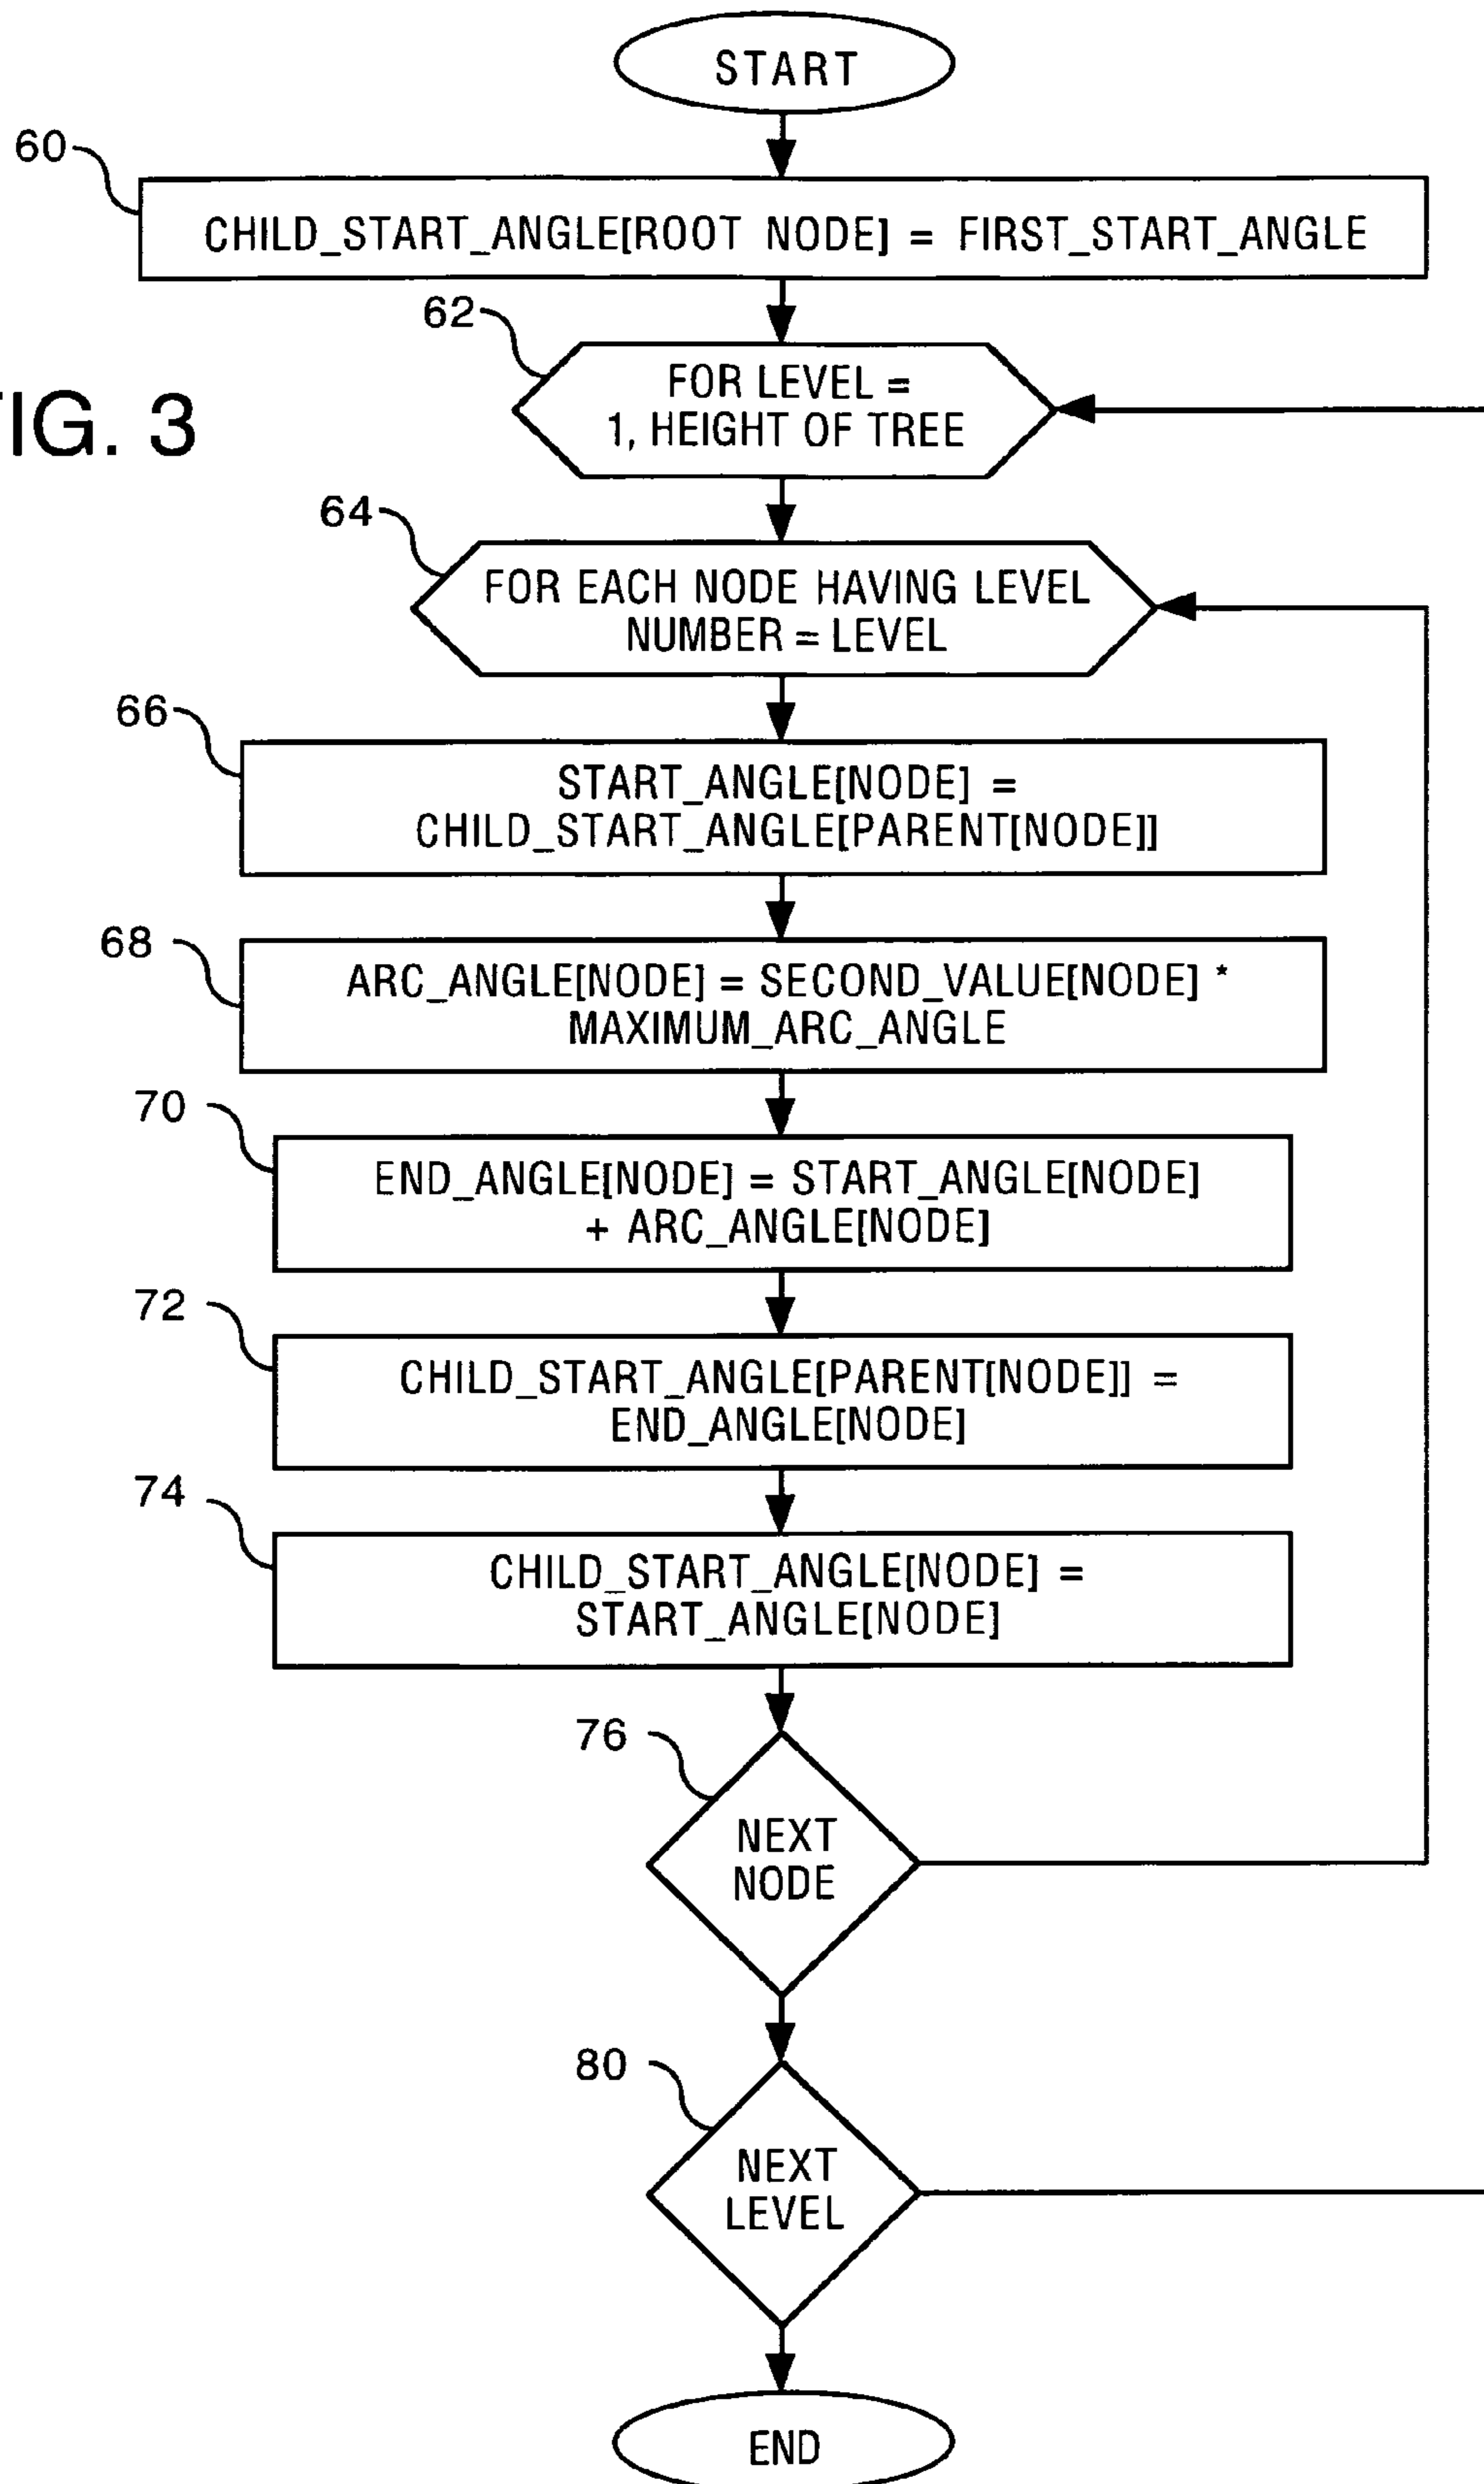 START
60
CHILD_START_ANGLE[ROOT NODE] = FIRST_START_ANGLE
62
FOR LEVEL =
1, HEIGHT OF TREE
FIG. 3
64
FOR EACH NODE HAVING LEVEL
NUMBER = LEVEL
66
START_ANGLE[NODE] =
CHILD_START_ANGLE[PARENT[NODE]]
68
ARC_ANGLE[NODE] = SECOND_VALUE[NODE] *
MAXIMUM_ARC_ANGLE
70
END_ANGLE[NODE] = START_ANGLE[NODE]
+ ARC_ANGLE[NODE]
72
CHILD_START_ANGLE[PARENT[NODE]] =
END_ANGLE[NODE]
74
CHILD_START_ANGLE[NODE] =
START_ANGLE[NODE]
76
NEXT
NODE
80
NEXT
LEVEL
END